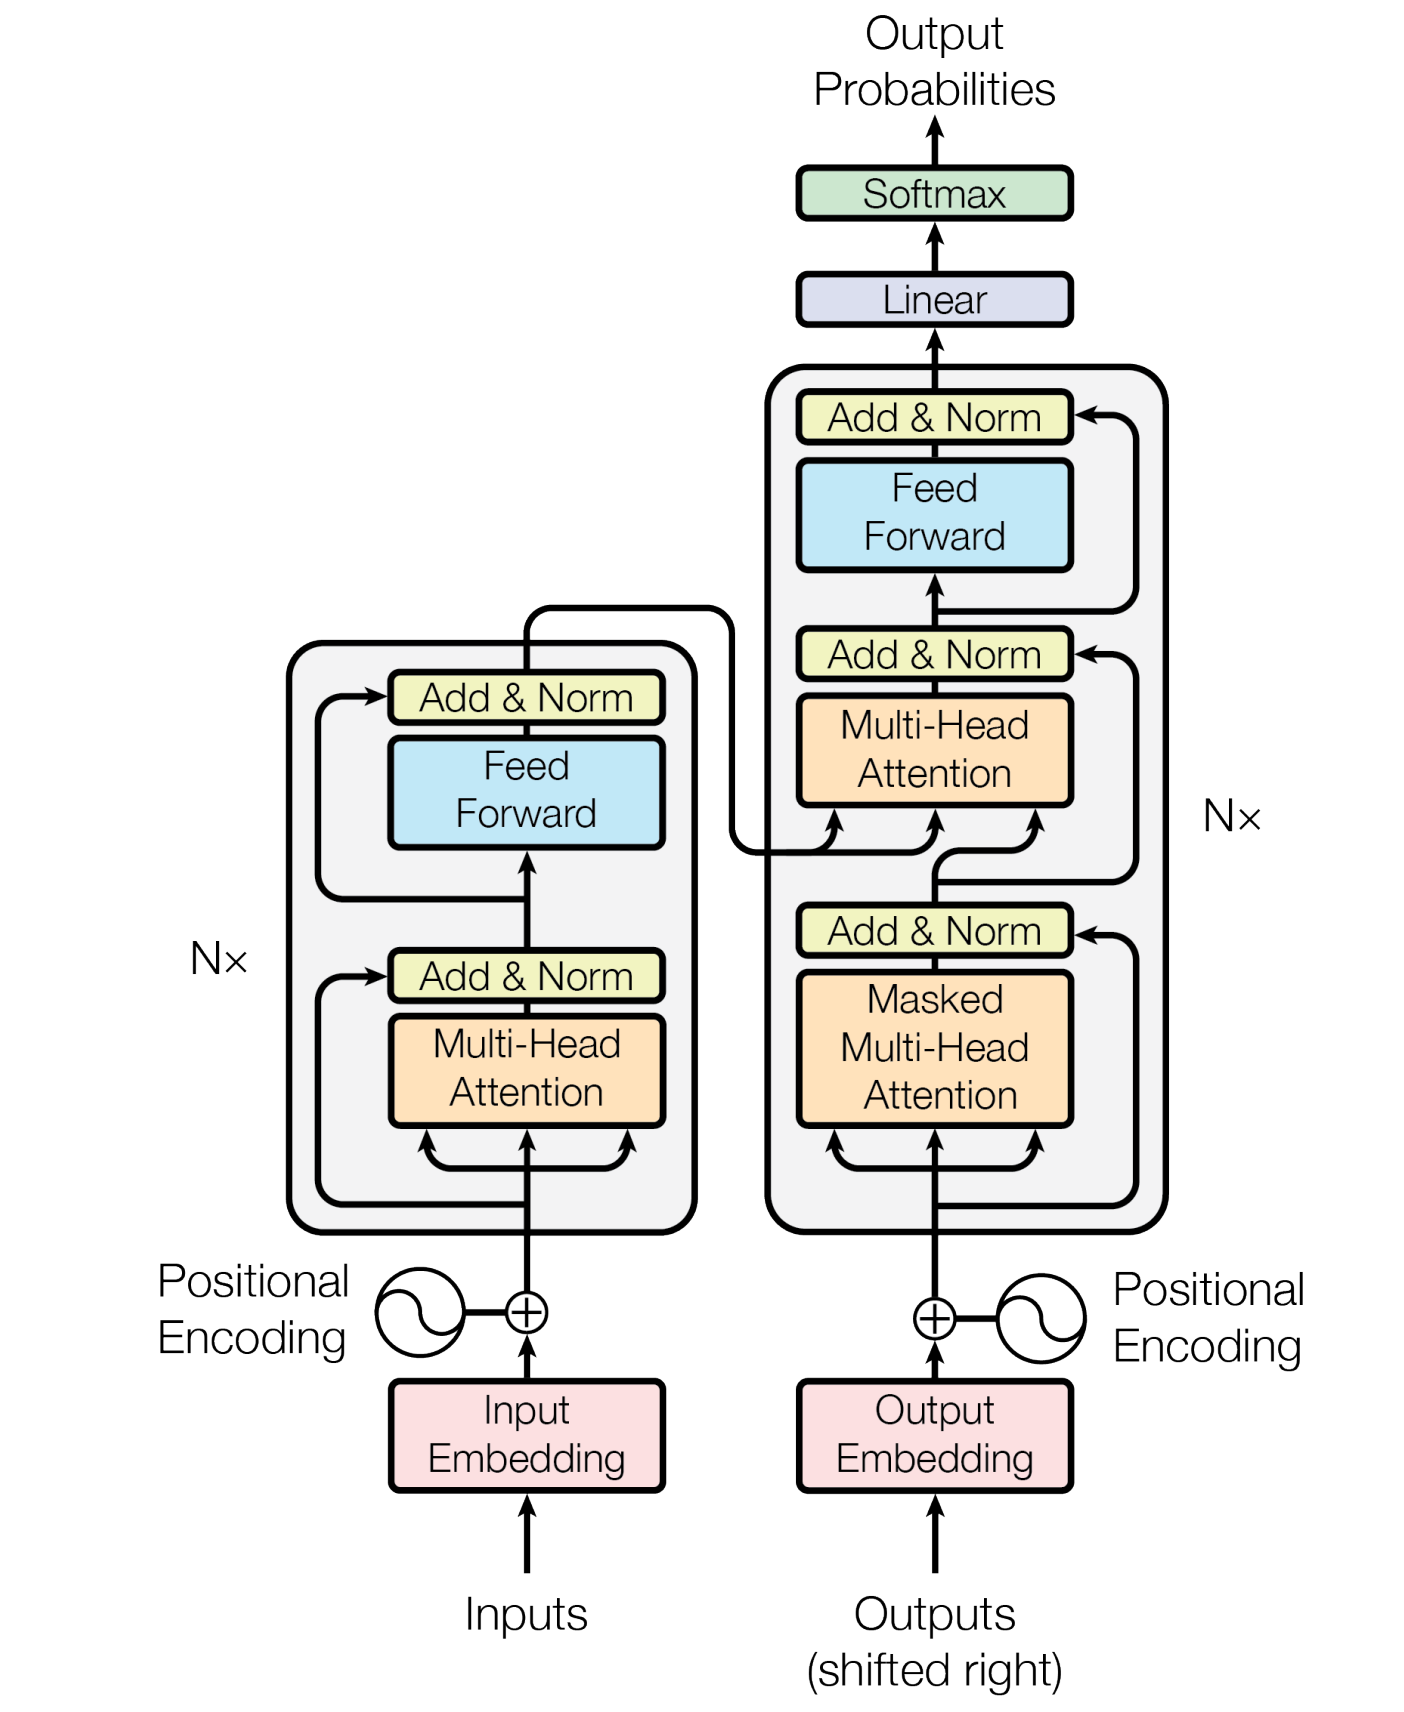 Output
Probabilities
Softmax
Linear
Add & Norm
Feed
Forward
Add & Norm
Multi-Head
Attention
Add & Norm
Masked
Multi-Head
Attention
N×
Add & Norm
Feed
Forward
Add & Norm
Multi-Head
Attention
N×
Positional
Encoding
Positional
Encoding
Input
Embedding
Output
Embedding
Inputs
Outputs
(shifted right)